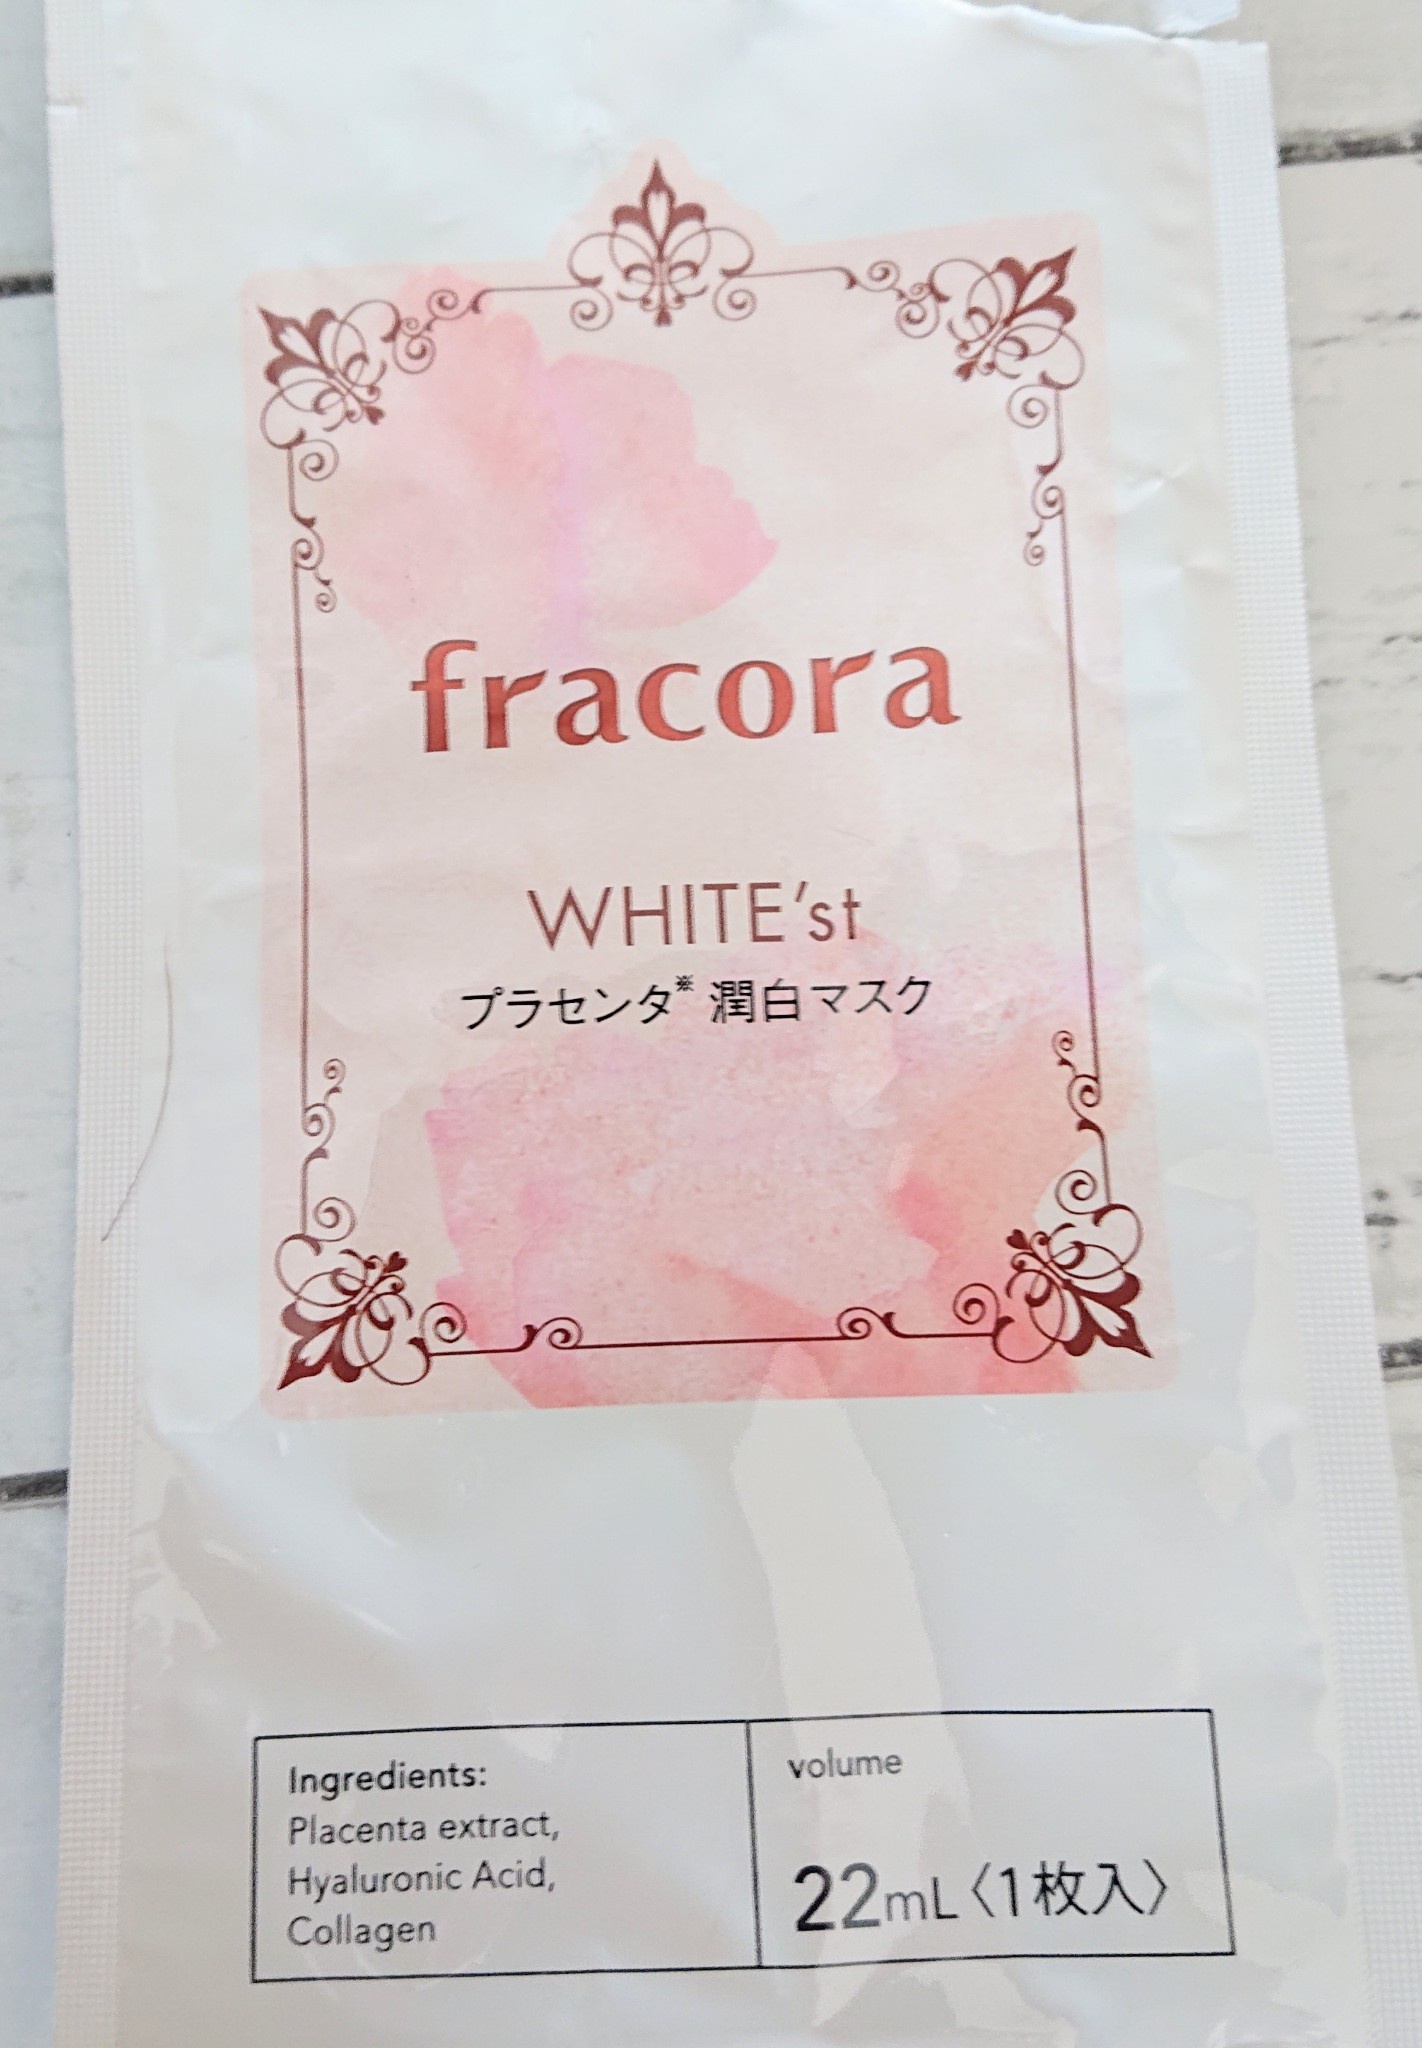 fracora
WHITE'st
プラセンタ※ 潤白マスク
Ingredients:
Placenta extract,
Hyaluronic Acid,
Collagen
volume
22mL〈1枚入〉